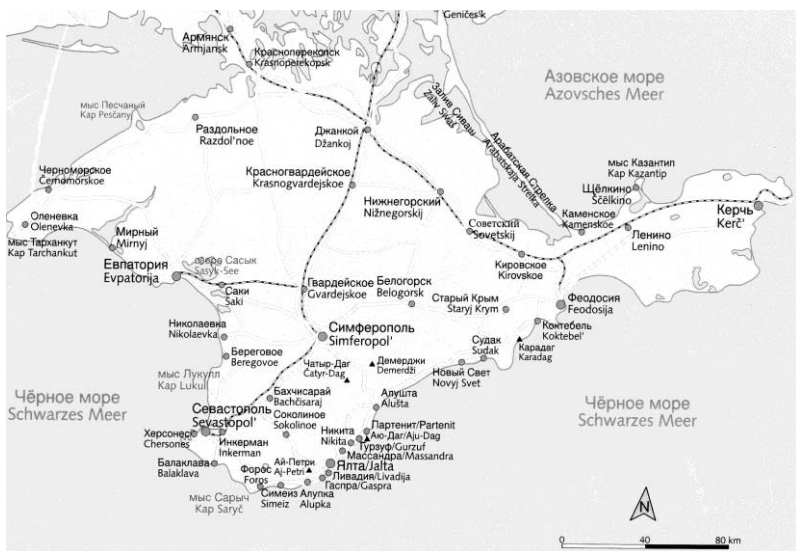 Geničes'k
Армянск
Armjansk
Красноперекопск
Krasnoperekopsk
Азовское море
Azovsches Meer
мыс Песчаный
Kap Pesčany
Раздольное
Razdol'noe
Джанкой
Džankoj
Залив Сиваш
Zaliv Sivaš
Арабатская Стрелка
Arabatskaja Strelka
мыс Казантип
Kap Kazantip
Черноморское
Černomorskoe
Красногвардейское
Krasnogvardejskoe
Щёлкино
Ščëlkino
Нижнегорский
Nižnegorskij
Керчь
Kerč'
Оленевка
Olenevka
Мирный
Mirnyj
Советский
Sovetskij
Каменское
Kamenskoe
Ленино
Lenino
мыс Тарханкут
Kap Tarchankut
Евпатория
Evpatorija
озеро Сасык
Sasyk-See
Кировское
Kirovskoe
Саки
Saki
Гвардейское
Gvardejskoe
Белогорск
Belogorsk
Старый Крым
Staryj Krym
Феодосия
Feodosija
Николаевка
Nikolaevka
Симферополь
Simferopol'
Коктебель
Koktebel'
Береговое
Beregovoe
Судак
Sudak
Карадаг
Karadag
Чатыр-Даг
Čatyr-Dag
Демерджи
Demerdži
Новый Свет
Novyj Svet
мыс Лукулл
Kap Lukul
Чёрное море
Schwarzes Meer
Бахчисарай
Bachčisaraj
Алушта
Alušta
Чёрное море
Schwarzes Meer
Севастополь
Sevastopol'
Соколиное
Sokolinoe
Партенит/Partenit
Аю-Даг/Aju-Dag
Херсонес
Chersones
Инкерман
Inkerman
Никита
Nikita
Гурзуф/Gurzuf
Массандра/Massandra
Балаклава
Balaklava
Форос
Foros
Ай-Петри
Aj-Petri
Ялта/Jalta
Ливадия/Livadija
Гаспра/Gaspra
мыс Сарыч
Kap Saryč
Симеиз
Simeiz
Алупка
Alupka
N
0 40 80 km